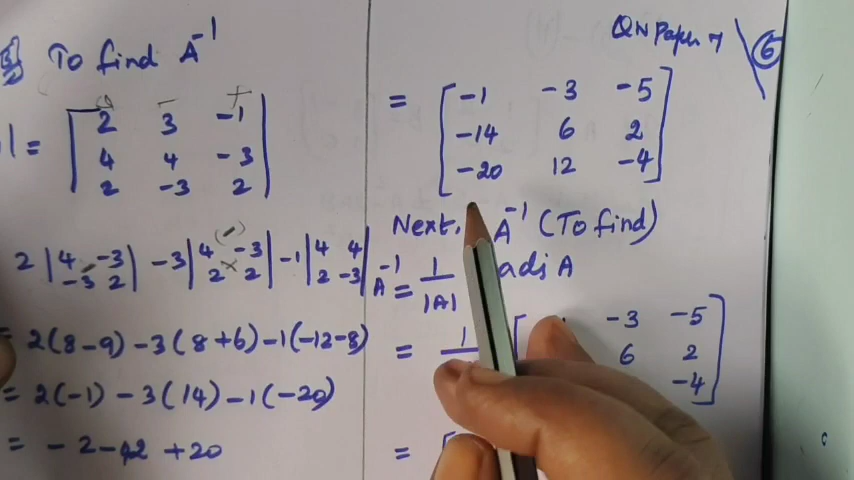 To find A⁻¹
| =
2 3 -1
4 4 -3
2 -3 2
2 |4 -3| -3 |4 -3| -1 |4 4|
|-3 2| |2 2| |2 -3|
= 2(8-9) -3(8+6) -1(-12-8)
= 2(-1) - 3(14) -1(-20)
= -2 -42 +20
QN Paper 7
6
= [-1 -3 -5
-14 6 2
-20 12 -4]
Next. A⁻¹ (To find)
A⁻¹ = 1/|A| adj A
= 1 [ -3 -5
6 2
-4]
= [